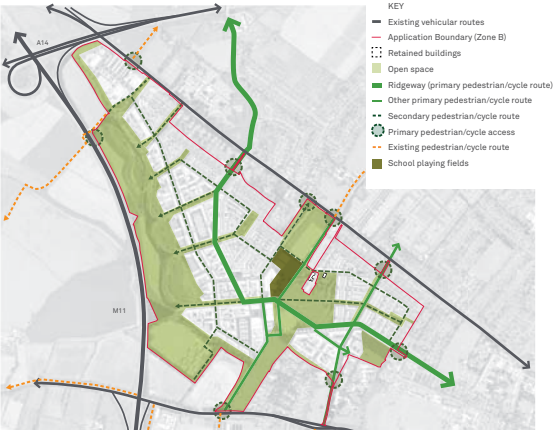 KEY
Existing vehicular routes
Application Boundary (Zone B)
Retained buildings
Open space
Ridgeway (primary pedestrian/cycle route)
Other primary pedestrian/cycle route
Secondary pedestrian/cycle route
Primary pedestrian/cycle access
Existing pedestrian/cycle route
School playing fields
A14
M11